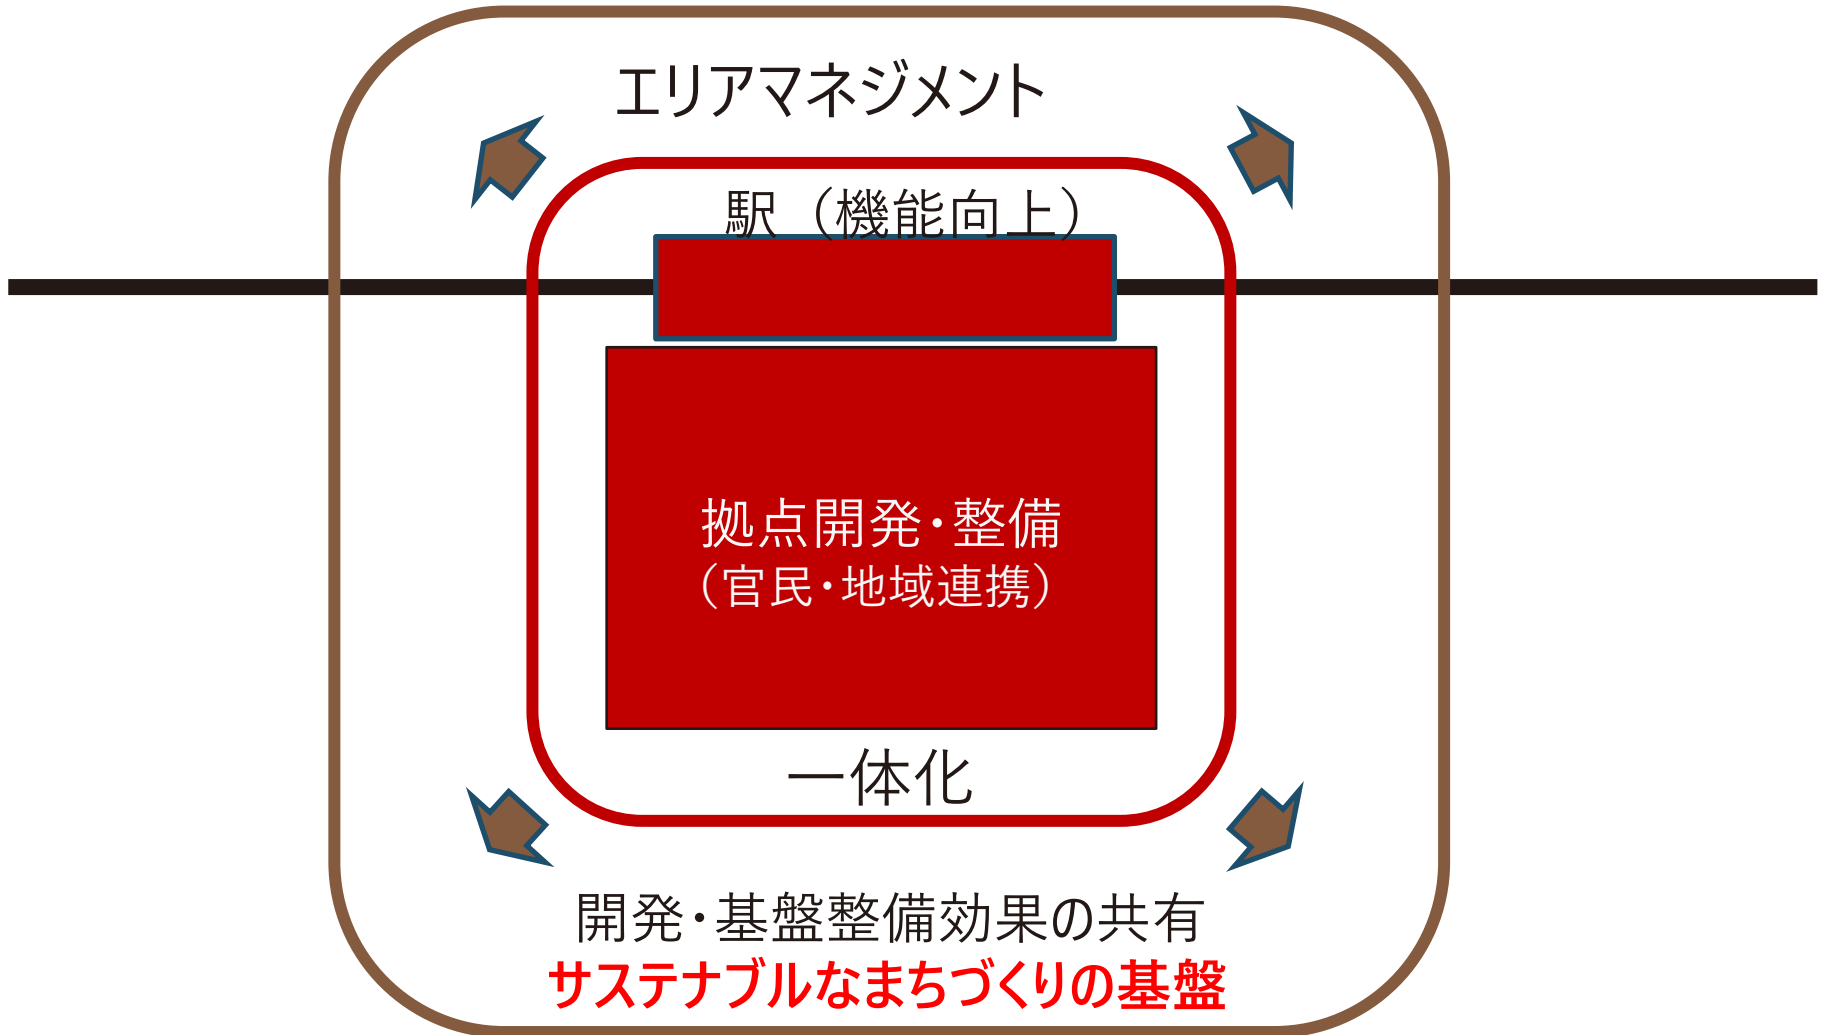 エリアマネジメント
駅（機能向上）
拠点開発・整備
（官民・地域連携）
一体化
開発・基盤整備効果の共有
サステナブルなまちづくりの基盤